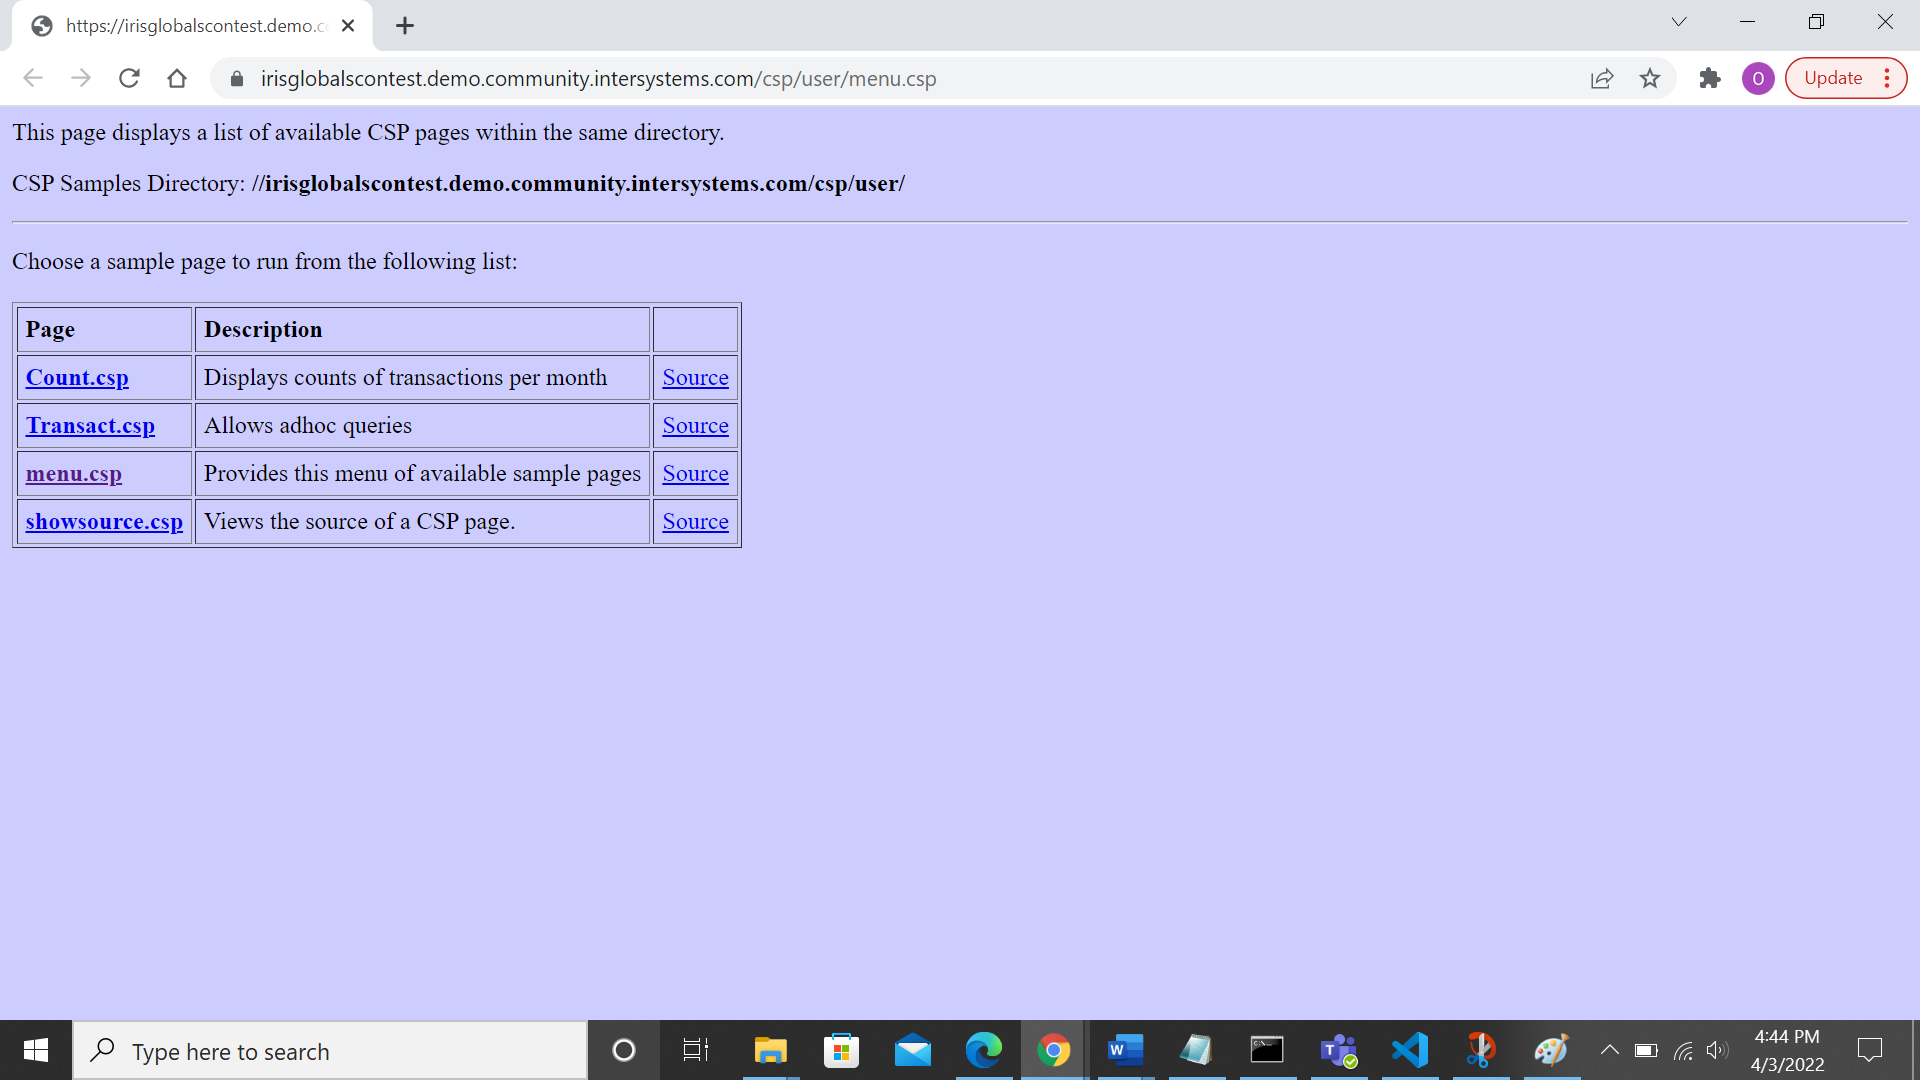 https://irisglobalscontest.demo.c
irisglobalscontest.demo.community.intersystems.com/csp/user/menu.csp
O
Update
This page displays a list of available CSP pages within the same directory.
CSP Samples Directory: //irisglobalscontest.demo.community.intersystems.com/csp/user/
Choose a sample page to run from the following list:
Page Description
Count.csp Displays counts of transactions per month Source
Transact.csp Allows adhoc queries Source
menu.csp Provides this menu of available sample pages Source
showsource.csp Views the source of a CSP page. Source
Type here to search
4:44 PM
4/3/2022